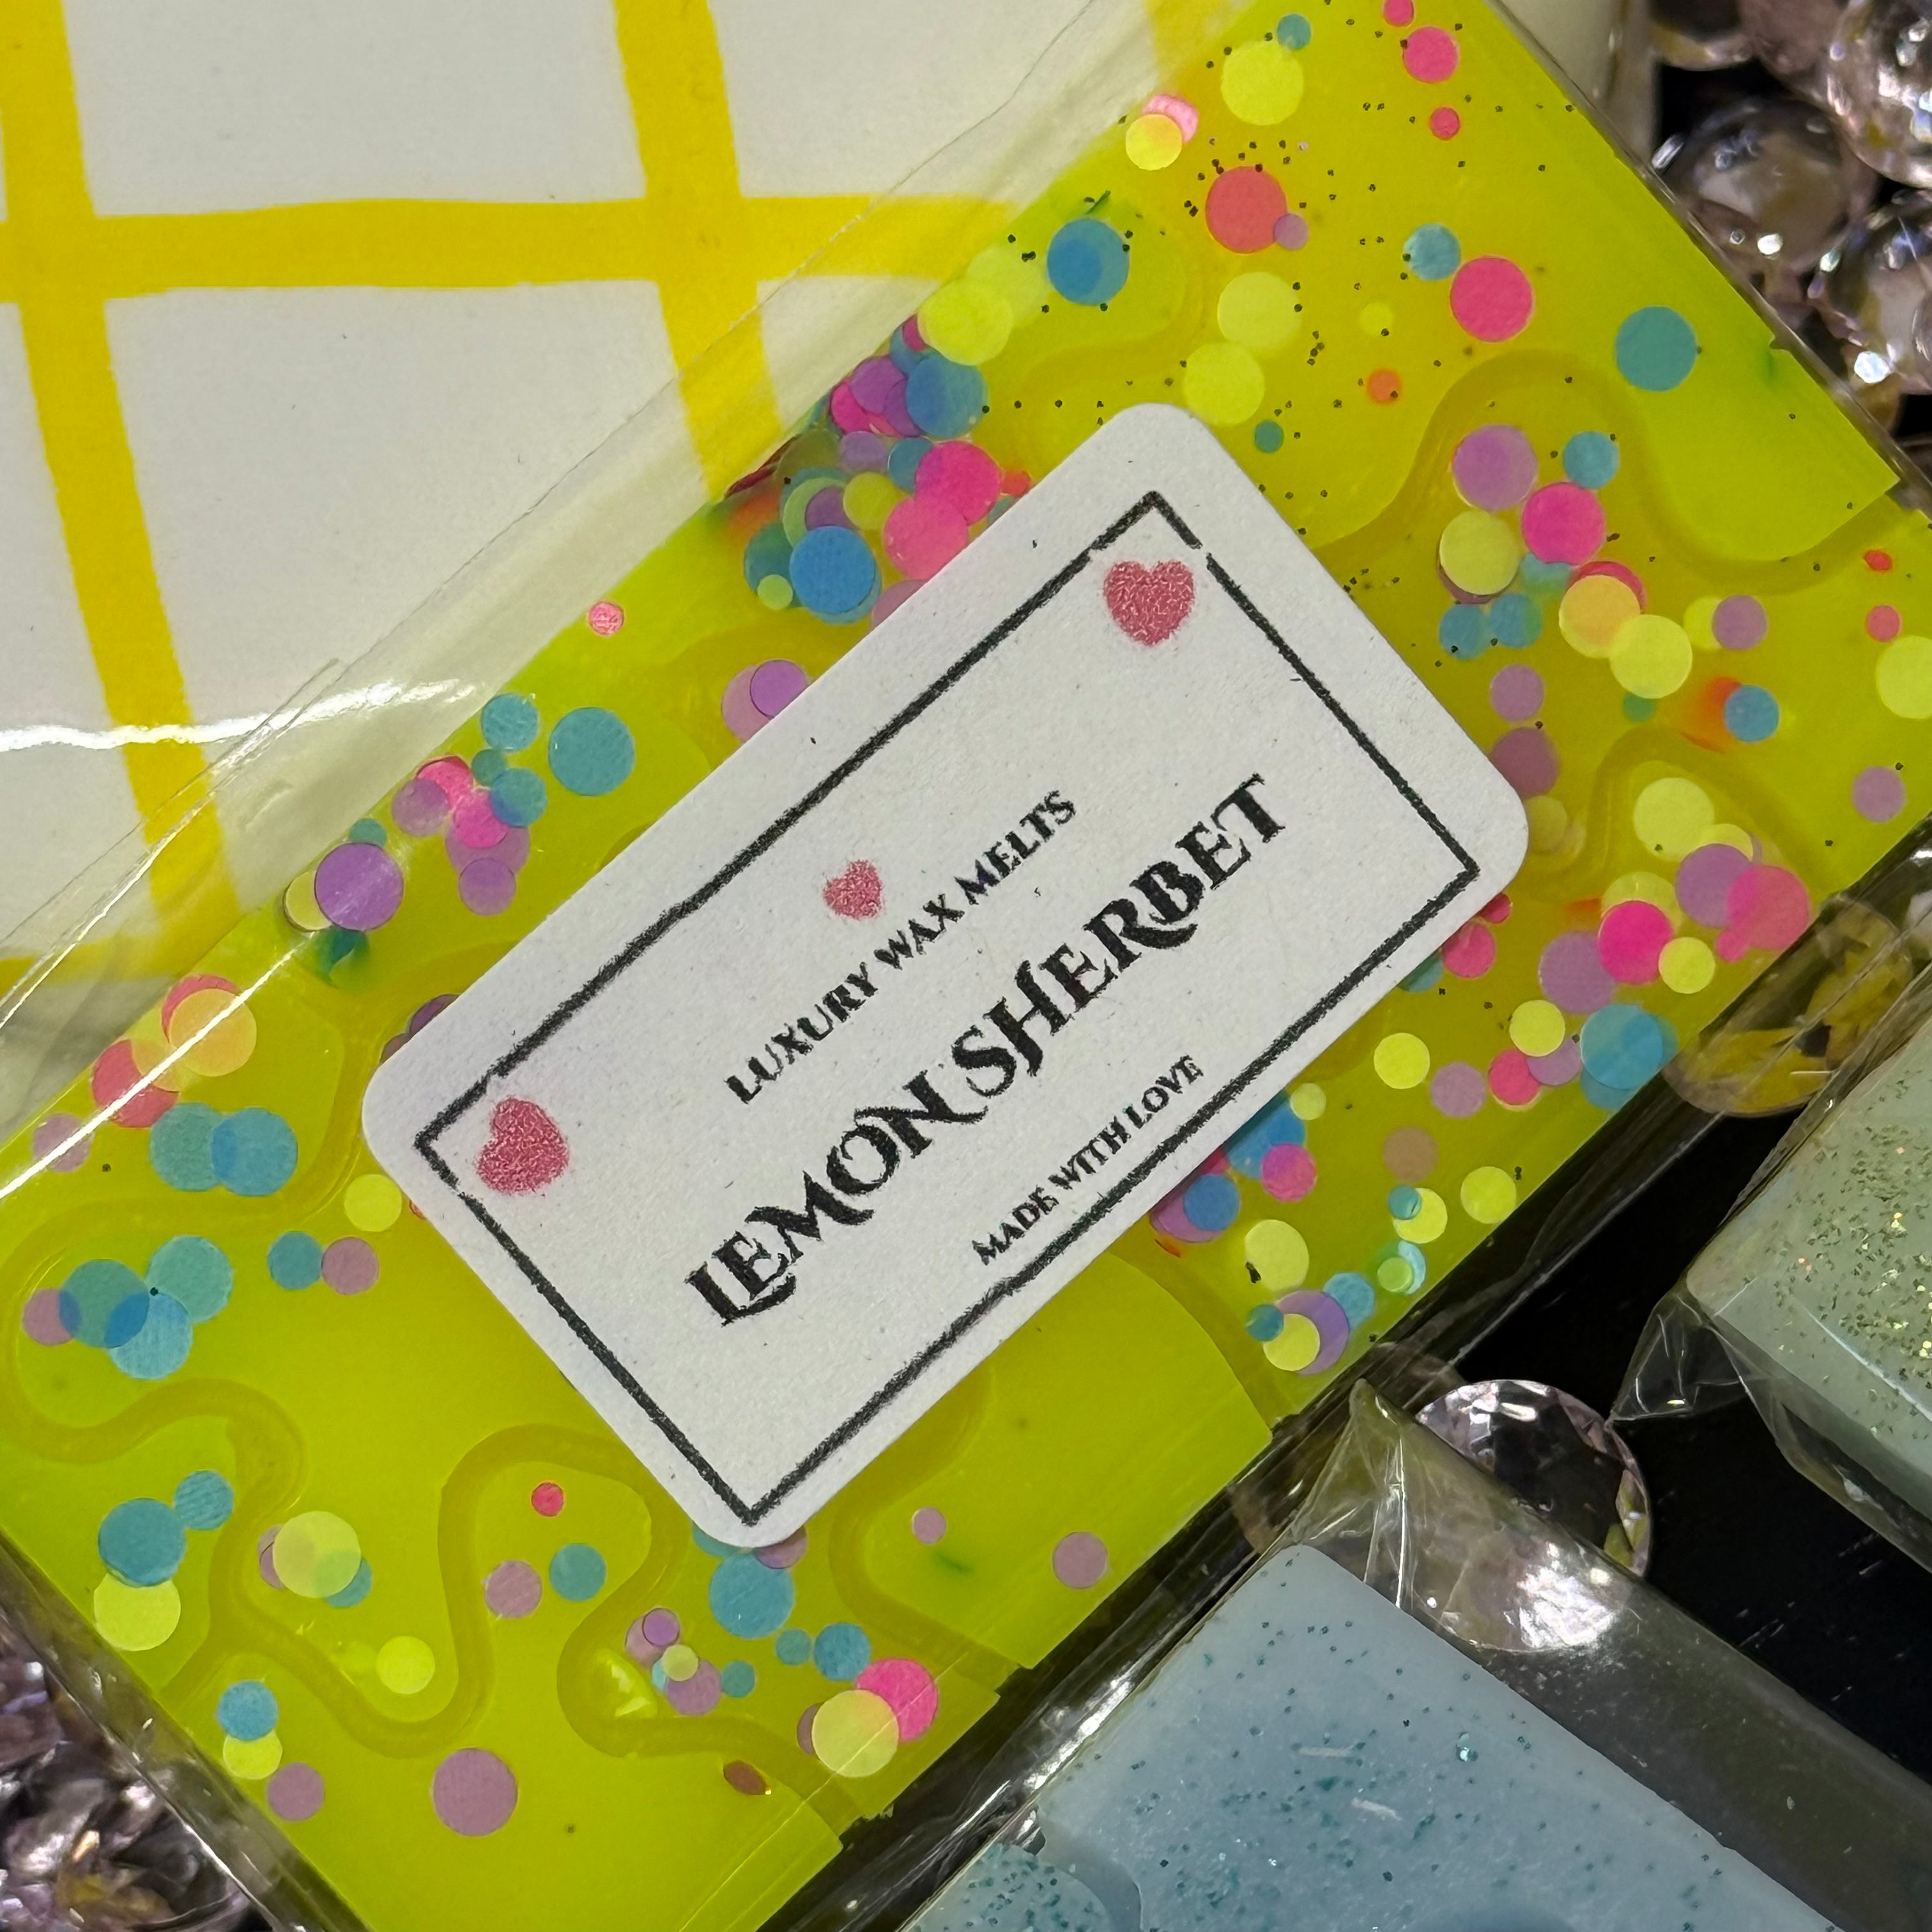 LUXURY WAX MELTS
LEMON SHERBET
MADE WITH LOVE